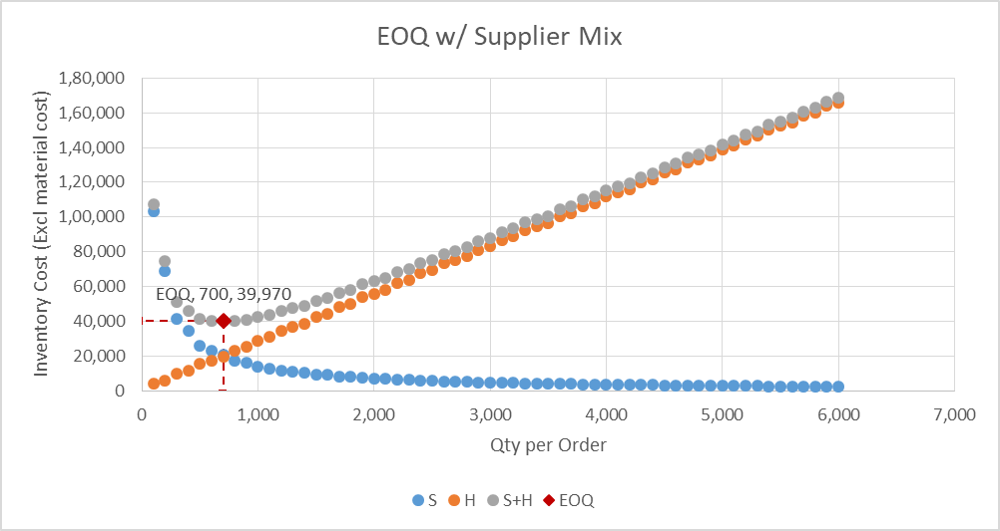 EOQ w/ Supplier Mix
Inventory Cost (Excl material cost)
1,80,000
1,60,000
1,40,000
1,20,000
1,00,000
80,000
60,000
40,000
20,000
0
EOQ, 700, 39,970
0
1,000
2,000
3,000
4,000
5,000
6,000
7,000
Qty per Order
S
H
S+H
EOQ